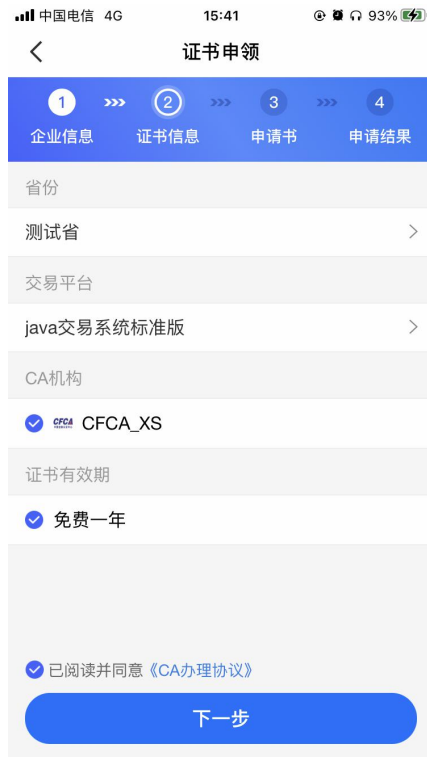 中国电信 4G 15:41 93%
证书申领
1 2 3 4
企业信息 证书信息 申请书 申请结果
省份
测试省
交易平台
java交易系统标准版
CA机构
CFCA CFCA_XS
证书有效期
免费一年
已阅读并同意《CA办理协议》
下一步